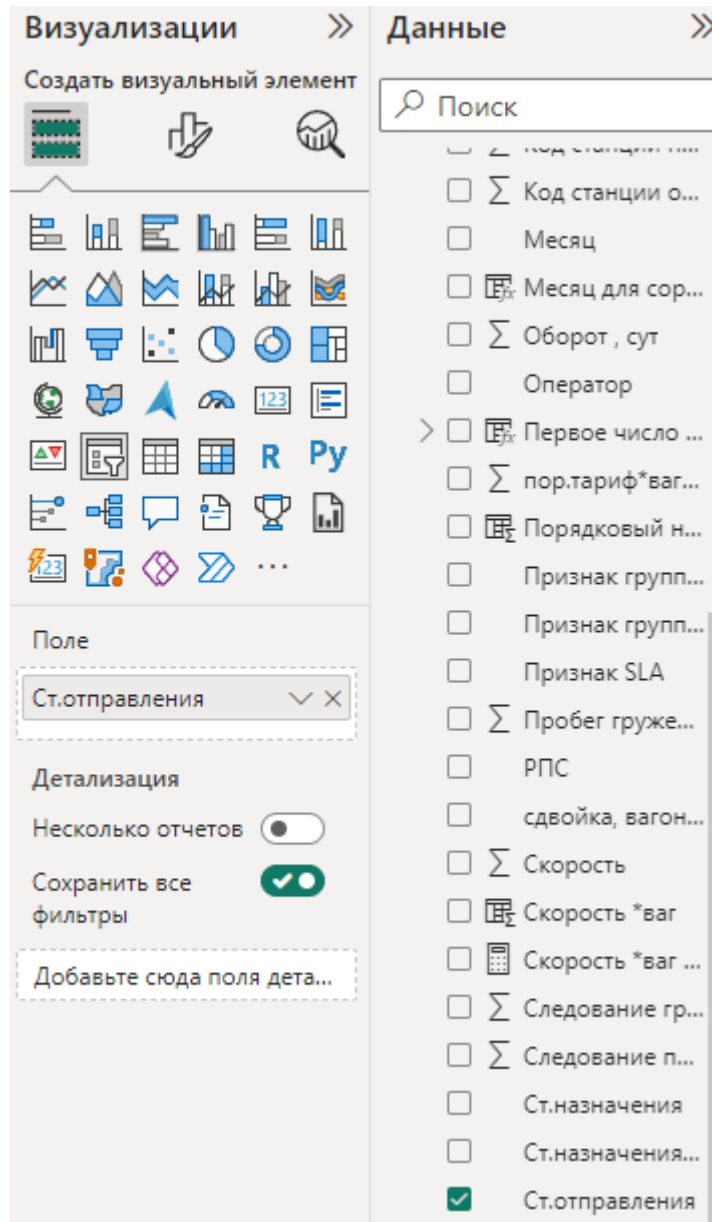 Визуализации
Создать визуальный элемент
123
R
Py
123
Поле
Ст.отправления
Детализация
Несколько отчетов
Сохранить все
фильтры
Добавьте сюда поля дета...
Данные
Поиск
Код станции о...
Месяц
Месяц для сор...
Оборот , сут
Оператор
Первое число ...
пор.тариф*ваг...
Порядковый н...
Признак групп...
Признак групп...
Признак SLA
Пробег груже...
РПС
сдвойка, вагон...
Скорость
Скорость *ваг
Скорость *ваг ...
Следование гр...
Следование п...
Ст.назначения
Ст.назначения...
Ст.отправления